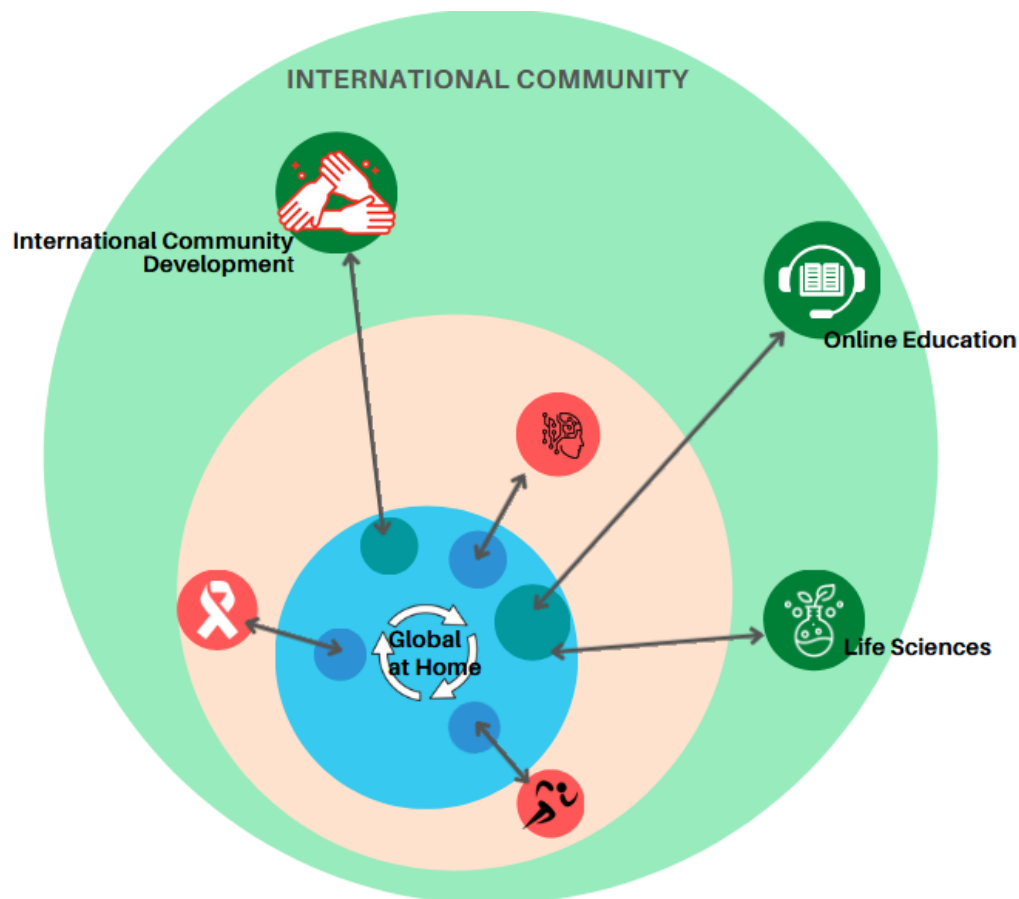 INTERNATIONAL COMMUNITY
International Community
Development
Online Education
Global
at Home
Life Sciences